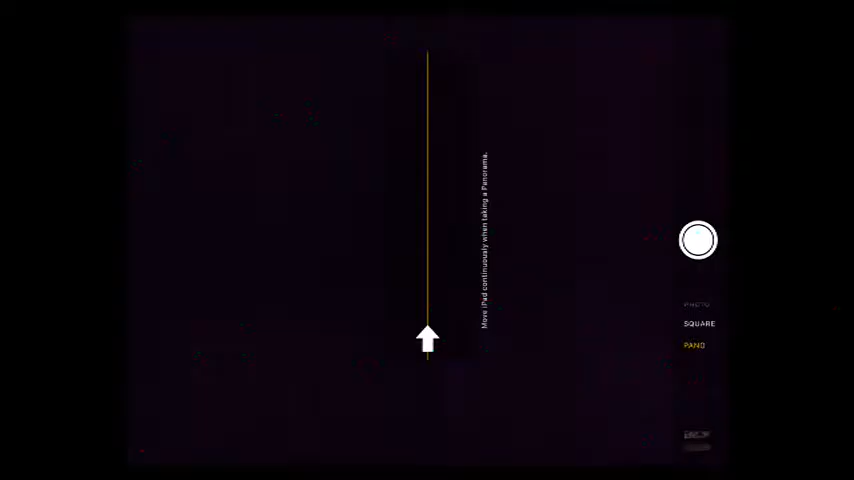 Move iPad continuously when taking a Panorama.
PHOTO
SQUARE
PANO